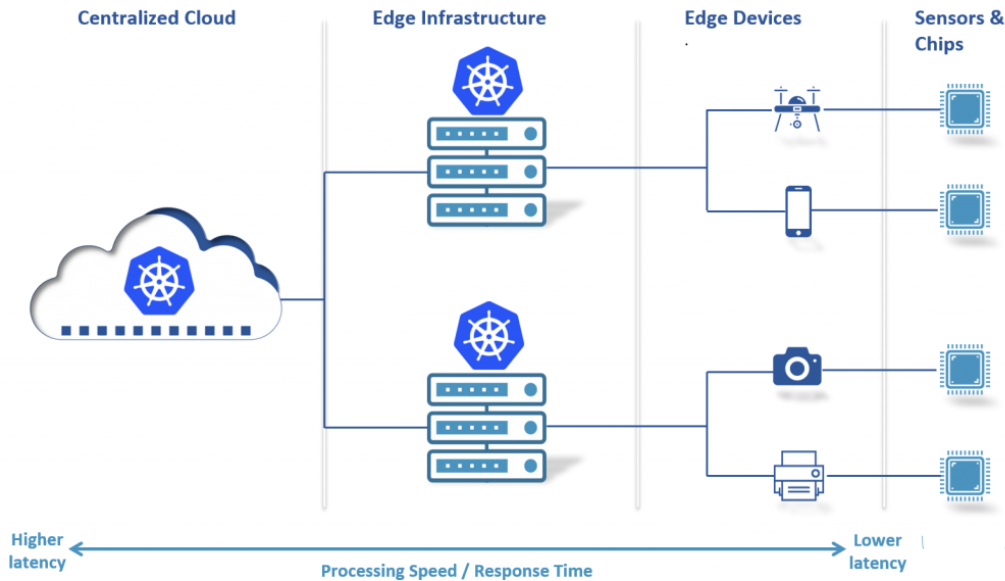 Centralized Cloud
Edge Infrastructure
Edge Devices
Sensors &
Chips
Higher
latency
Processing Speed / Response Time
Lower
latency